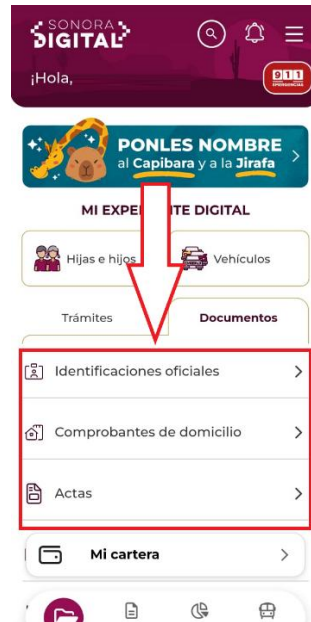 SONORA
DIGITAL
¡Hola,
911
EMERGENCIAS
PONLES NOMBRE
al Capibara y a la Jirafa
MI EXPE TE DIGITAL
Hijas e hijos
Vehículos
Trámites
Documentos
Identificaciones oficiales
Comprobantes de domicilio
Actas
Mi cartera